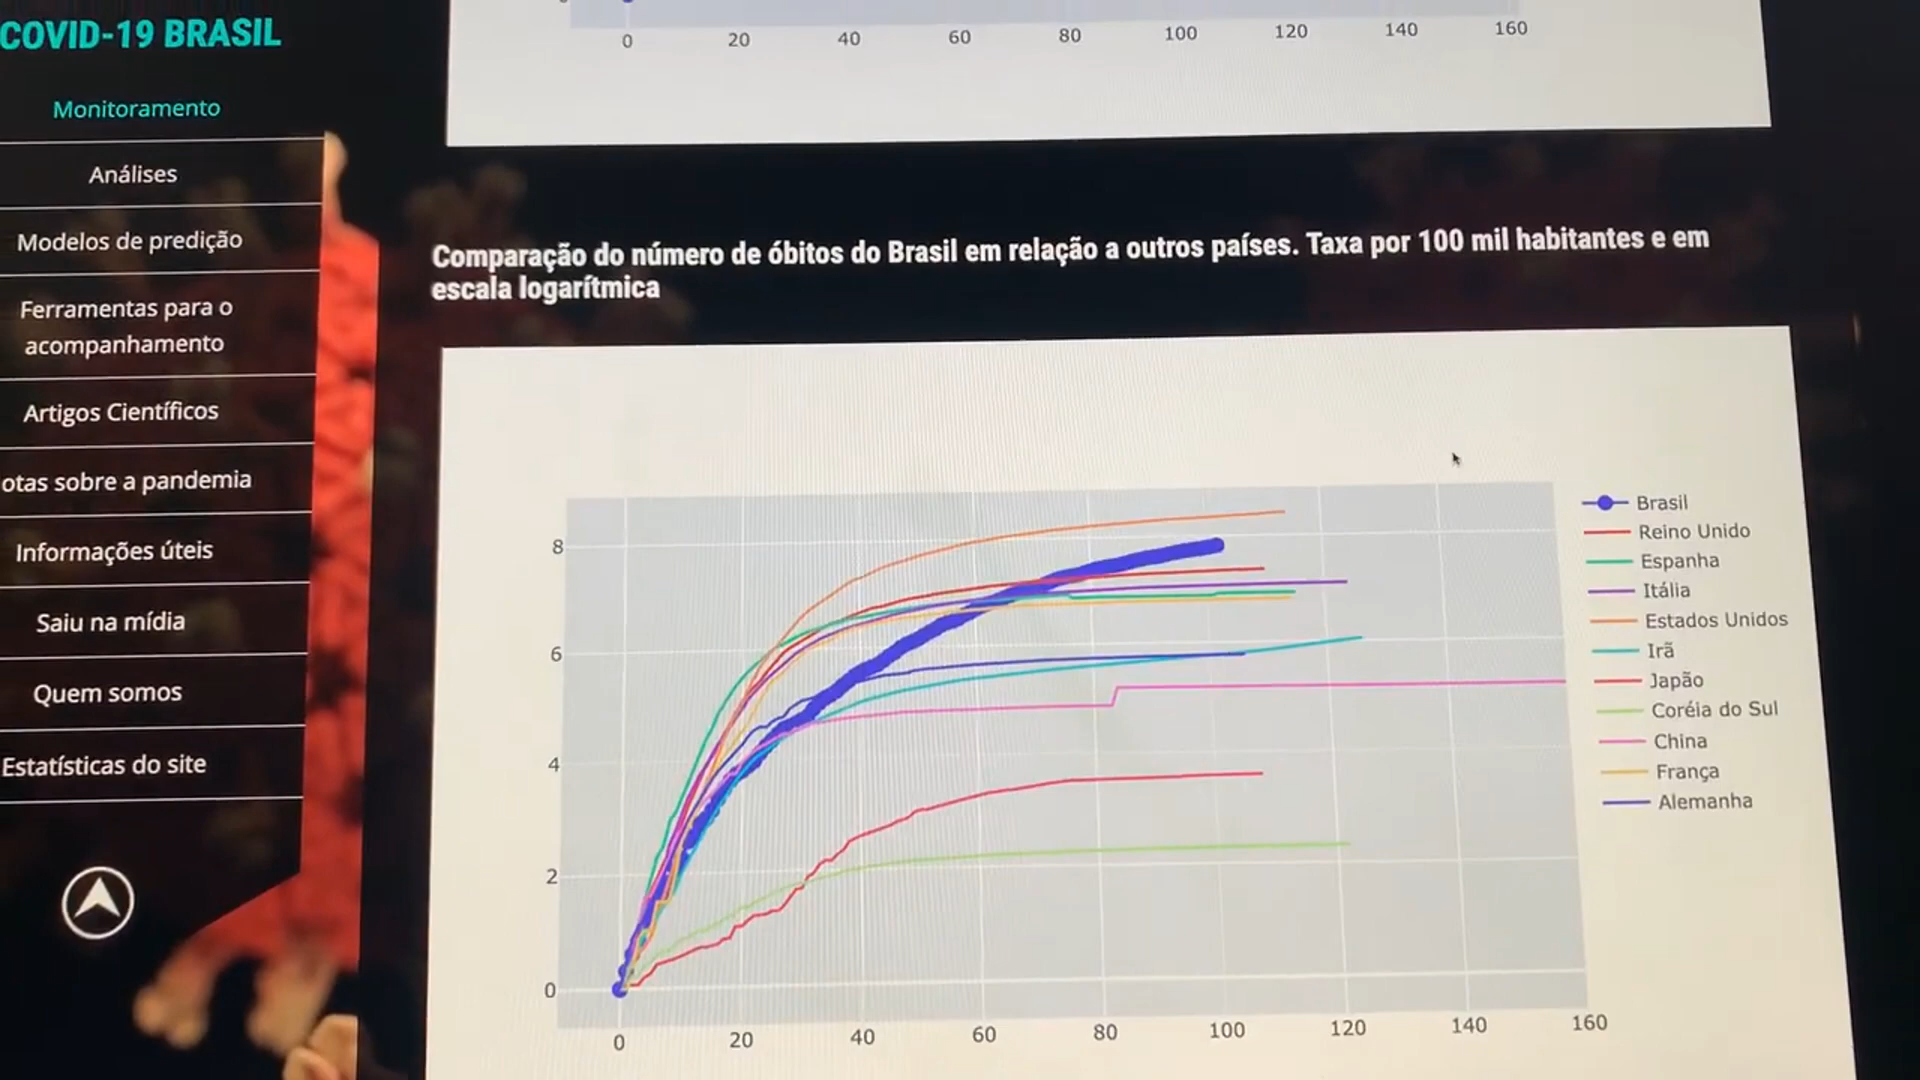 COVID-19 BRASIL
Monitoramento
Análises
Modelos de predição
Ferramentas para o
acompanhamento
Artigos Científicos
otas sobre a pandemia
Informações úteis
Saiu na mídia
Quem somos
Estatísticas do site
0 20 40 60 80 100 120 140 160
Comparação do número de óbitos do Brasil em relação a outros países. Taxa por 100 mil habitantes e em
escala logarítmica
8
6
4
2
0
0 20 40 60 80 100 120 140 160
Brasil
Reino Unido
Espanha
Itália
Estados Unidos
Irã
Japão
Coréia do Sul
China
França
Alemanha